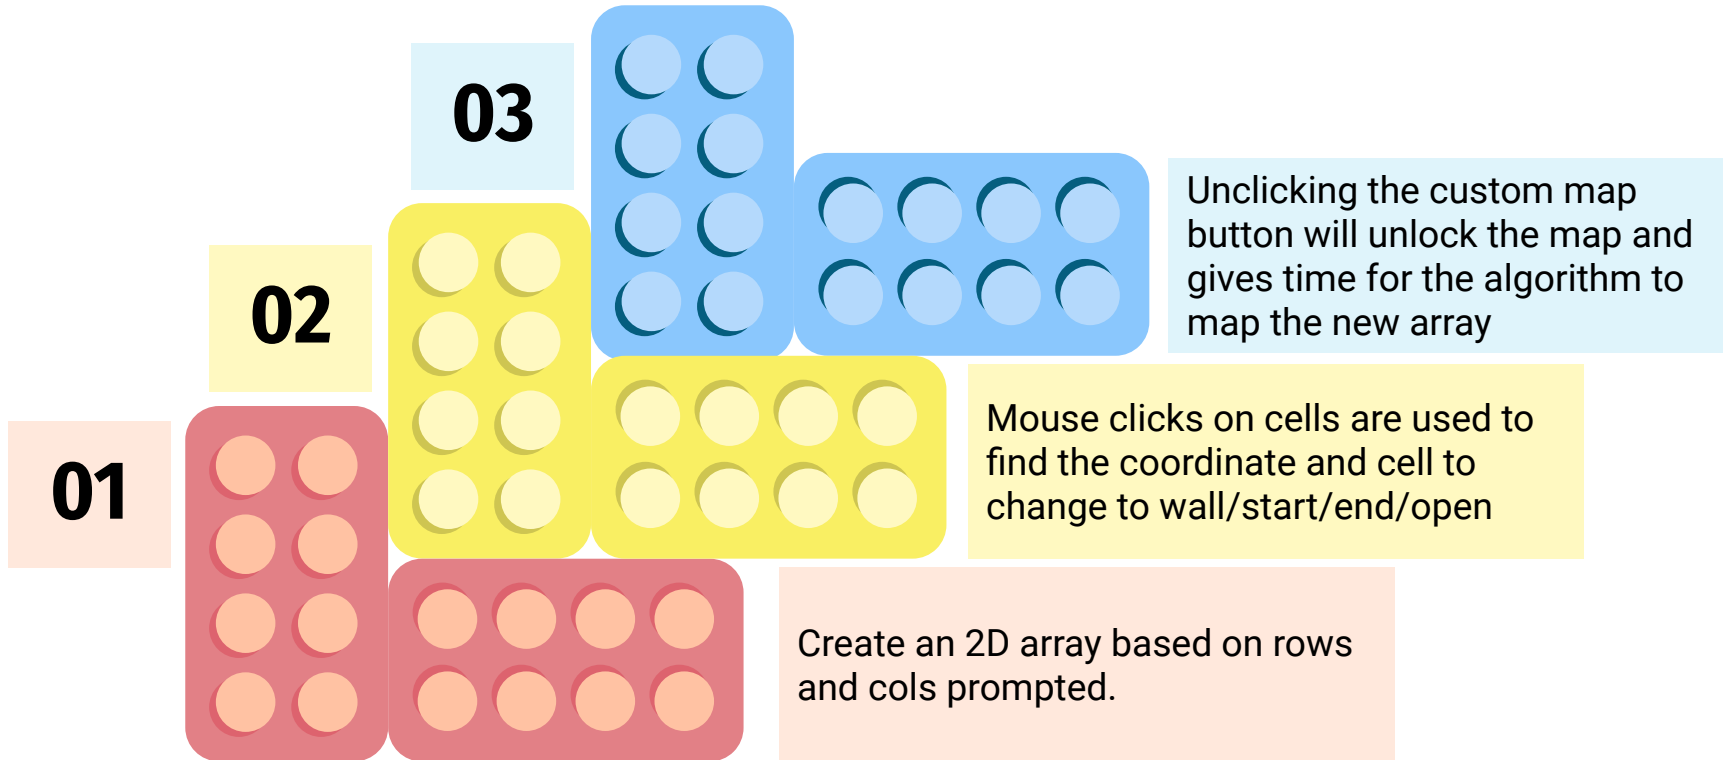 03
Unclicking the custom map
button will unlock the map and
gives time for the algorithm to
map the new array
02
Mouse clicks on cells are used to
find the coordinate and cell to
change to wall/start/end/open
01
Create an 2D array based on rows
and cols prompted.